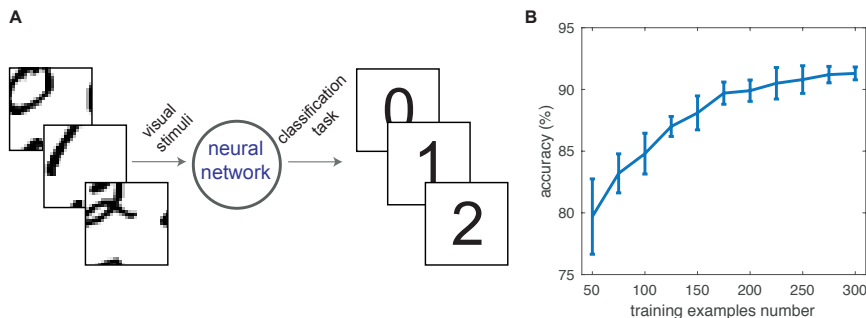 A
visual
stimuli
neural
network
classification
task
0
1
2
B
accuracy (%)
95
90
85
80
75
50
100
150
200
250
300
training examples number